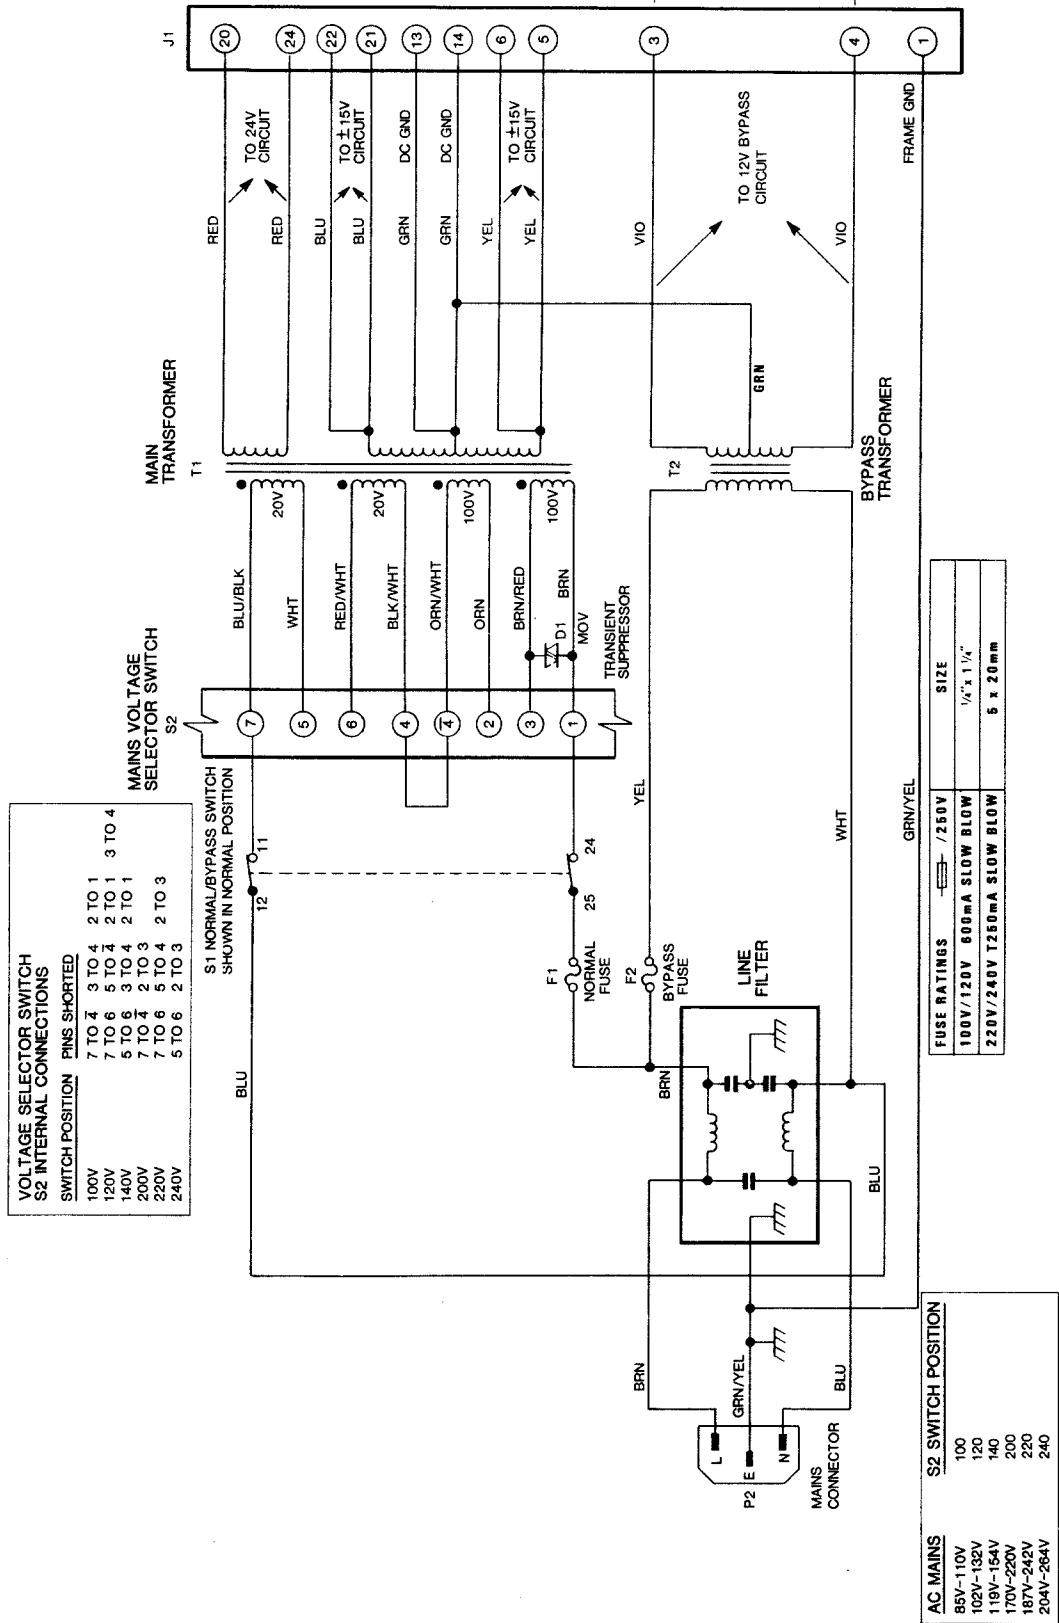 VOLTAGE SELECTOR SWITCH
S2 INTERNAL CONNECTIONS
SWITCH POSITION PINS SHORTED
100V 7 TO 4̅ 3 TO 4 2 TO 1
120V 7 TO 6 5 TO 4̅ 2 TO 1 3 TO 4
140V 5 TO 6 3 TO 4 2 TO 1
200V 7 TO 4̅ 2 TO 3
220V 7 TO 6 5 TO 4 2 TO 3
240V 5 TO 6 2 TO 3
MAINS VOLTAGE
SELECTOR SWITCH
S2
MAIN
TRANSFORMER
T1
J1
S1 NORMAL/BYPASS SWITCH
SHOWN IN NORMAL POSITION
BLU
12
11
7
BLU/BLK
20V
RED
20
TO 24V
CIRCUIT
5
WHT
RED
24
6
RED/WHT
20V
BLU
22
TO ±15V
CIRCUIT
4
BLK/WHT
BLU
21
4̅
ORN/WHT
100V
GRN
DC GND
13
2
ORN
GRN
DC GND
14
3
BRN/RED
100V
YEL
6
TO ±15V
CIRCUIT
D1
MOV
1
BRN
YEL
5
F1
NORMAL
FUSE
25
24
TRANSIENT
SUPPRESSOR
F2
BYPASS
FUSE
YEL
VIO
3
T2
BRN
LINE
FILTER
TO 12V BYPASS
CIRCUIT
GRN
WHT
VIO
4
BYPASS
TRANSFORMER
BRN
L
P2 E
GRN/YEL
N
BLU
BLU
MAINS
CONNECTOR
GRN/YEL
FRAME GND
1
AC MAINS S2 SWITCH POSITION
85V-110V 100
102V-132V 120
119V-154V 140
170V-220V 200
187V-242V 220
204V-264V 240
FUSE RATINGS /250V SIZE
100V/120V 600mA SLOW BLOW 1/4" x 1 1/4"
220V/240V T250mA SLOW BLOW 5 x 20mm